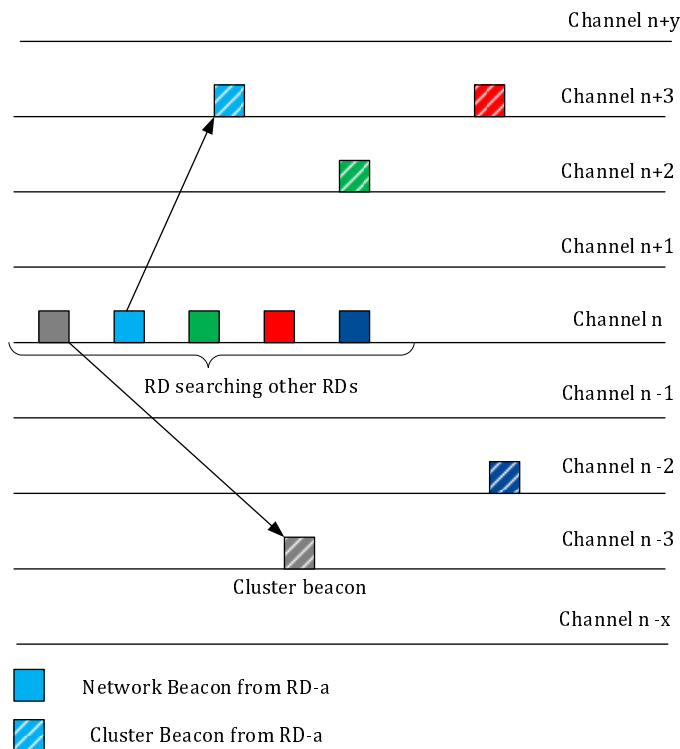 Channel n+y
Channel n+3
Channel n+2
Channel n+1
Channel n
RD searching other RDs
Channel n -1
Channel n -2
Channel n -3
Cluster beacon
Channel n -x
Network Beacon from RD-a
Cluster Beacon from RD-a